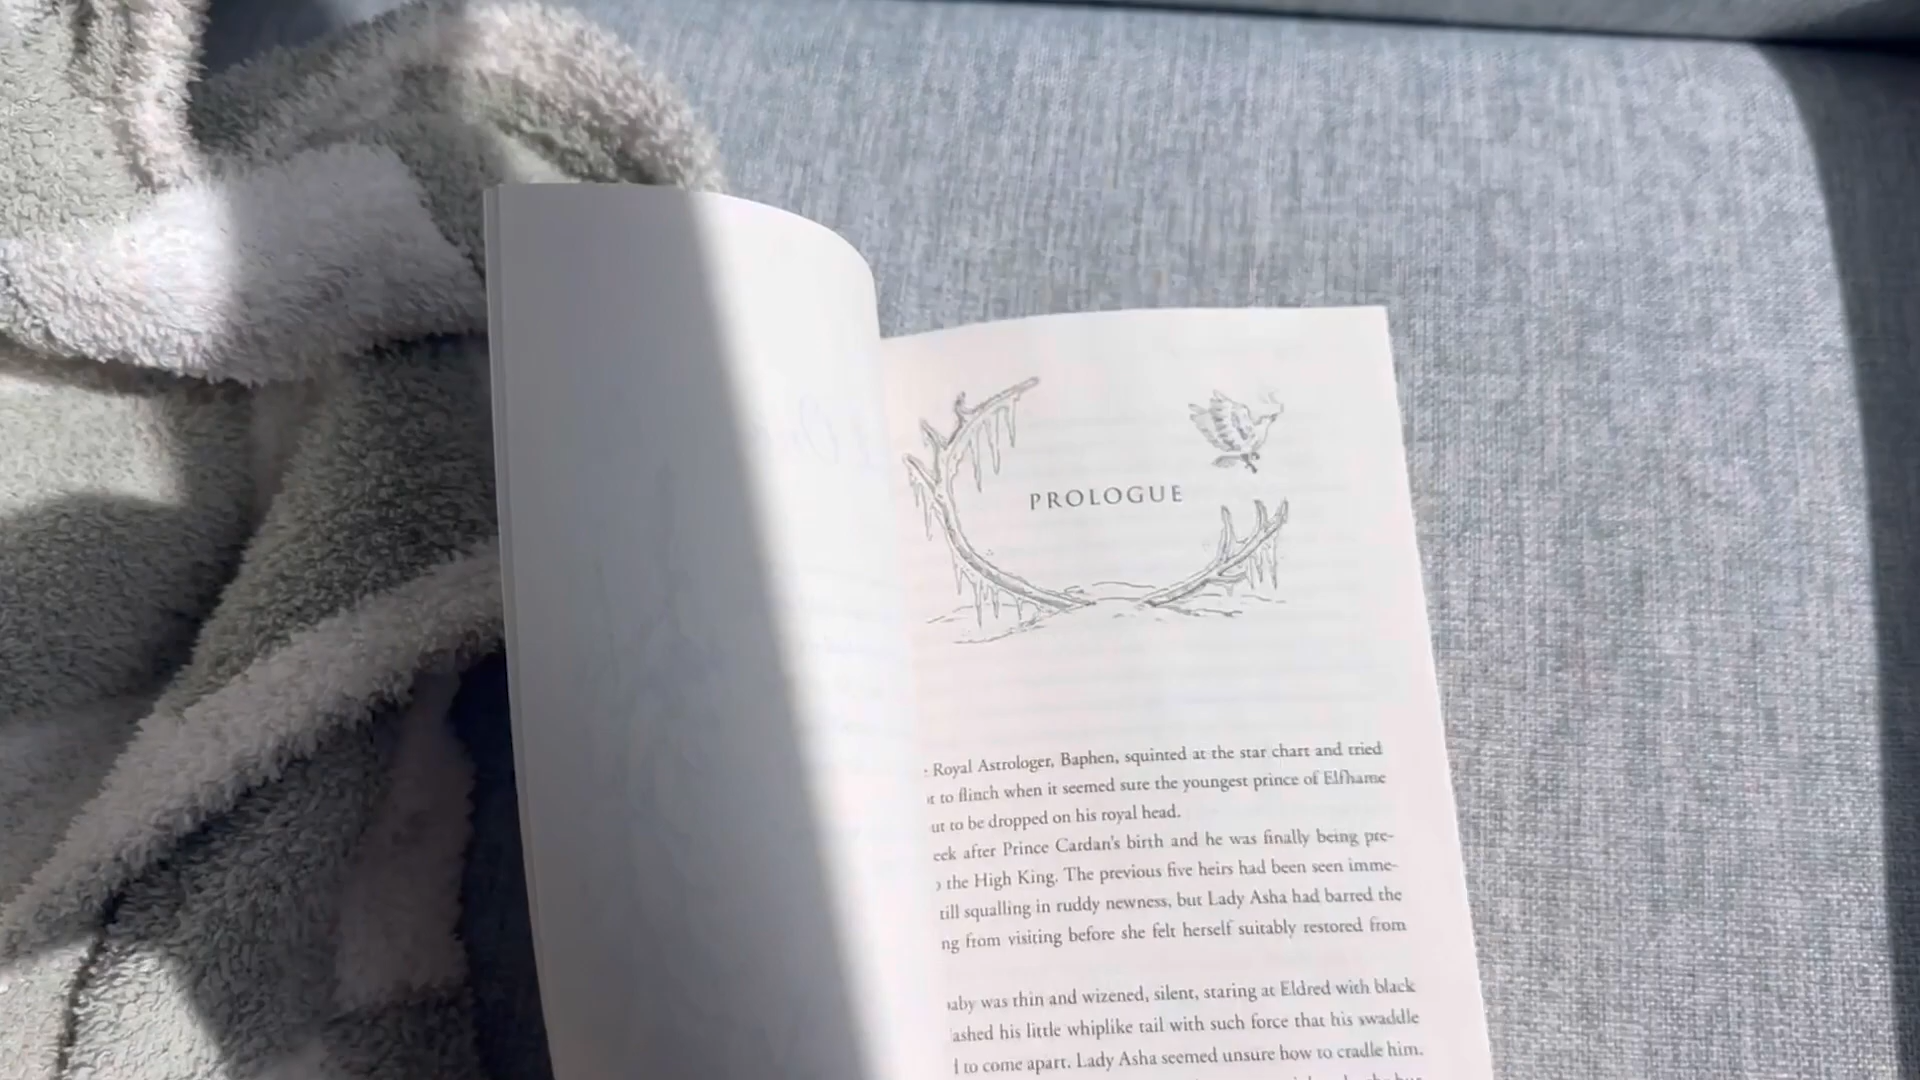 PROLOGUE
Royal Astrologer, Baphen, squinted at the star chart and tried
to flinch when it seemed sure the youngest prince of Elfhame
ut to be dropped on his royal head.
eek after Prince Cardan's birth and he was finally being pre-
the High King. The previous five heirs had been seen imme-
till squalling in ruddy newness, but Lady Asha had barred the
ng from visiting before she felt herself suitably restored from
aby was thin and wizened, silent, staring at Eldred with black
ashed his little whiplike tail with such force that his swaddle
to come apart. Lady Asha seemed unsure how to cradle him.